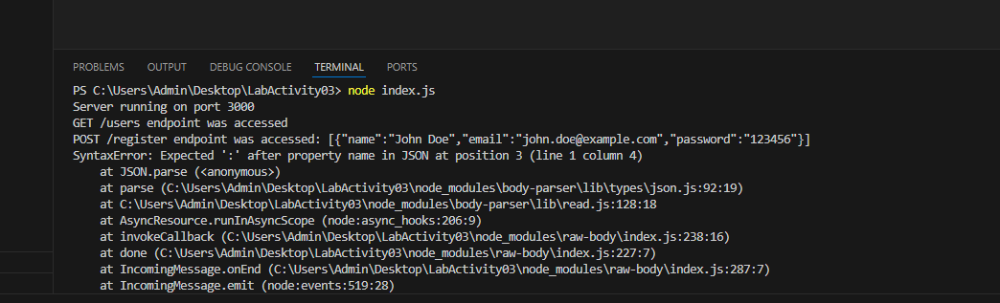 PROBLEMS OUTPUT DEBUG CONSOLE TERMINAL PORTS
PS C:\Users\Admin\Desktop\LabActivity03> node index.js
Server running on port 3000
GET /users endpoint was accessed
POST /register endpoint was accessed: [{"name":"John Doe","email":"john.doe@example.com","password":"123456"}]
SyntaxError: Expected ':' after property name in JSON at position 3 (line 1 column 4)
    at JSON.parse (<anonymous>)
    at parse (C:\Users\Admin\Desktop\LabActivity03\node_modules\body-parser\lib\types\json.js:92:19)
    at C:\Users\Admin\Desktop\LabActivity03\node_modules\body-parser\lib\read.js:128:18
    at AsyncResource.runInAsyncScope (node:async_hooks:206:9)
    at invokeCallback (C:\Users\Admin\Desktop\LabActivity03\node_modules\raw-body\index.js:238:16)
    at done (C:\Users\Admin\Desktop\LabActivity03\node_modules\raw-body\index.js:227:7)
    at IncomingMessage.onEnd (C:\Users\Admin\Desktop\LabActivity03\node_modules\raw-body\index.js:287:7)
    at IncomingMessage.emit (node:events:519:28)